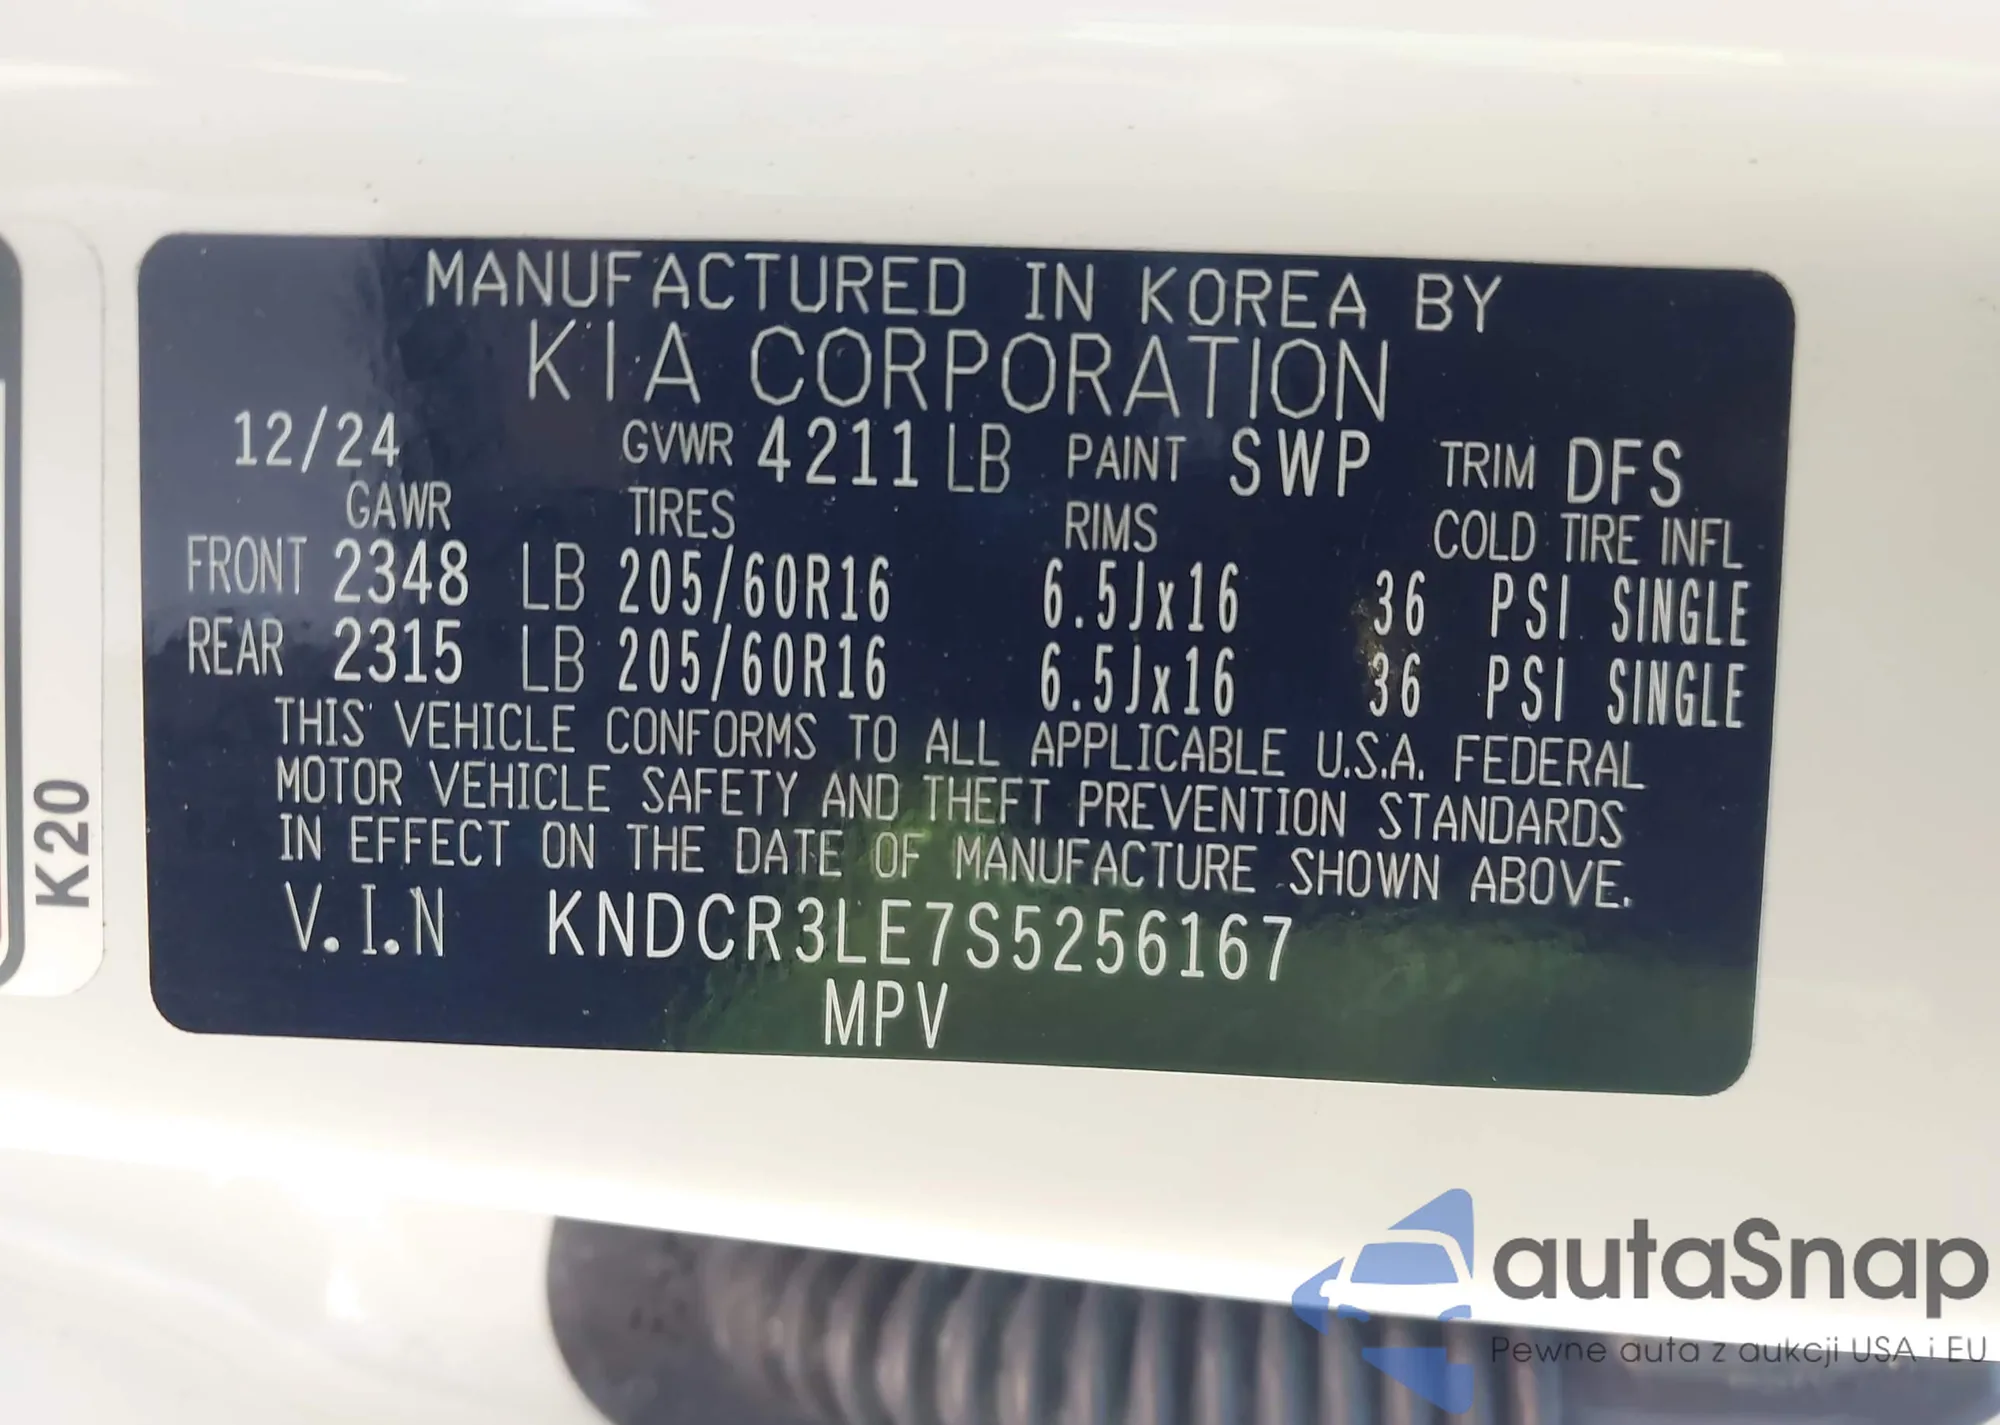 MANUFACTURED IN KOREA BY
KIA CORPORATION
12/24 GVWR 4211 LB PAINT SWP TRIM DFS
GAWR TIRES RIMS COLD TIRE INFL
FRONT 2348 LB 205/60R16 6.5Jx16 36 PSI SINGLE
REAR 2315 LB 205/60R16 6.5Jx16 36 PSI SINGLE
THIS VEHICLE CONFORMS TO ALL APPLICABLE U.S.A. FEDERAL
MOTOR VEHICLE SAFETY AND THEFT PREVENTION STANDARDS
IN EFFECT ON THE DATE OF MANUFACTURE SHOWN ABOVE.
V.I.N KNDCR3LE7S5256167
MPV
K20
autaSnap
Pewne auta z aukcji USA i EU